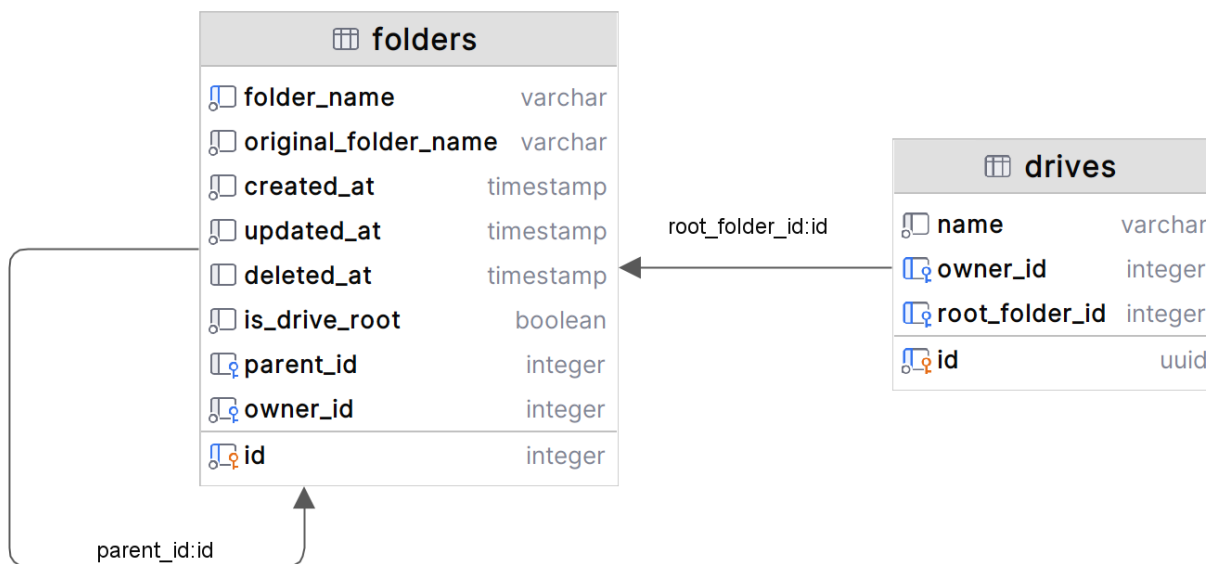 folders
folder_name varchar
original_folder_name varchar
created_at timestamp
updated_at timestamp
deleted_at timestamp
is_drive_root boolean
parent_id integer
owner_id integer
id integer
parent_id:id
root_folder_id:id
drives
name varchar
owner_id integer
root_folder_id integer
id uuid